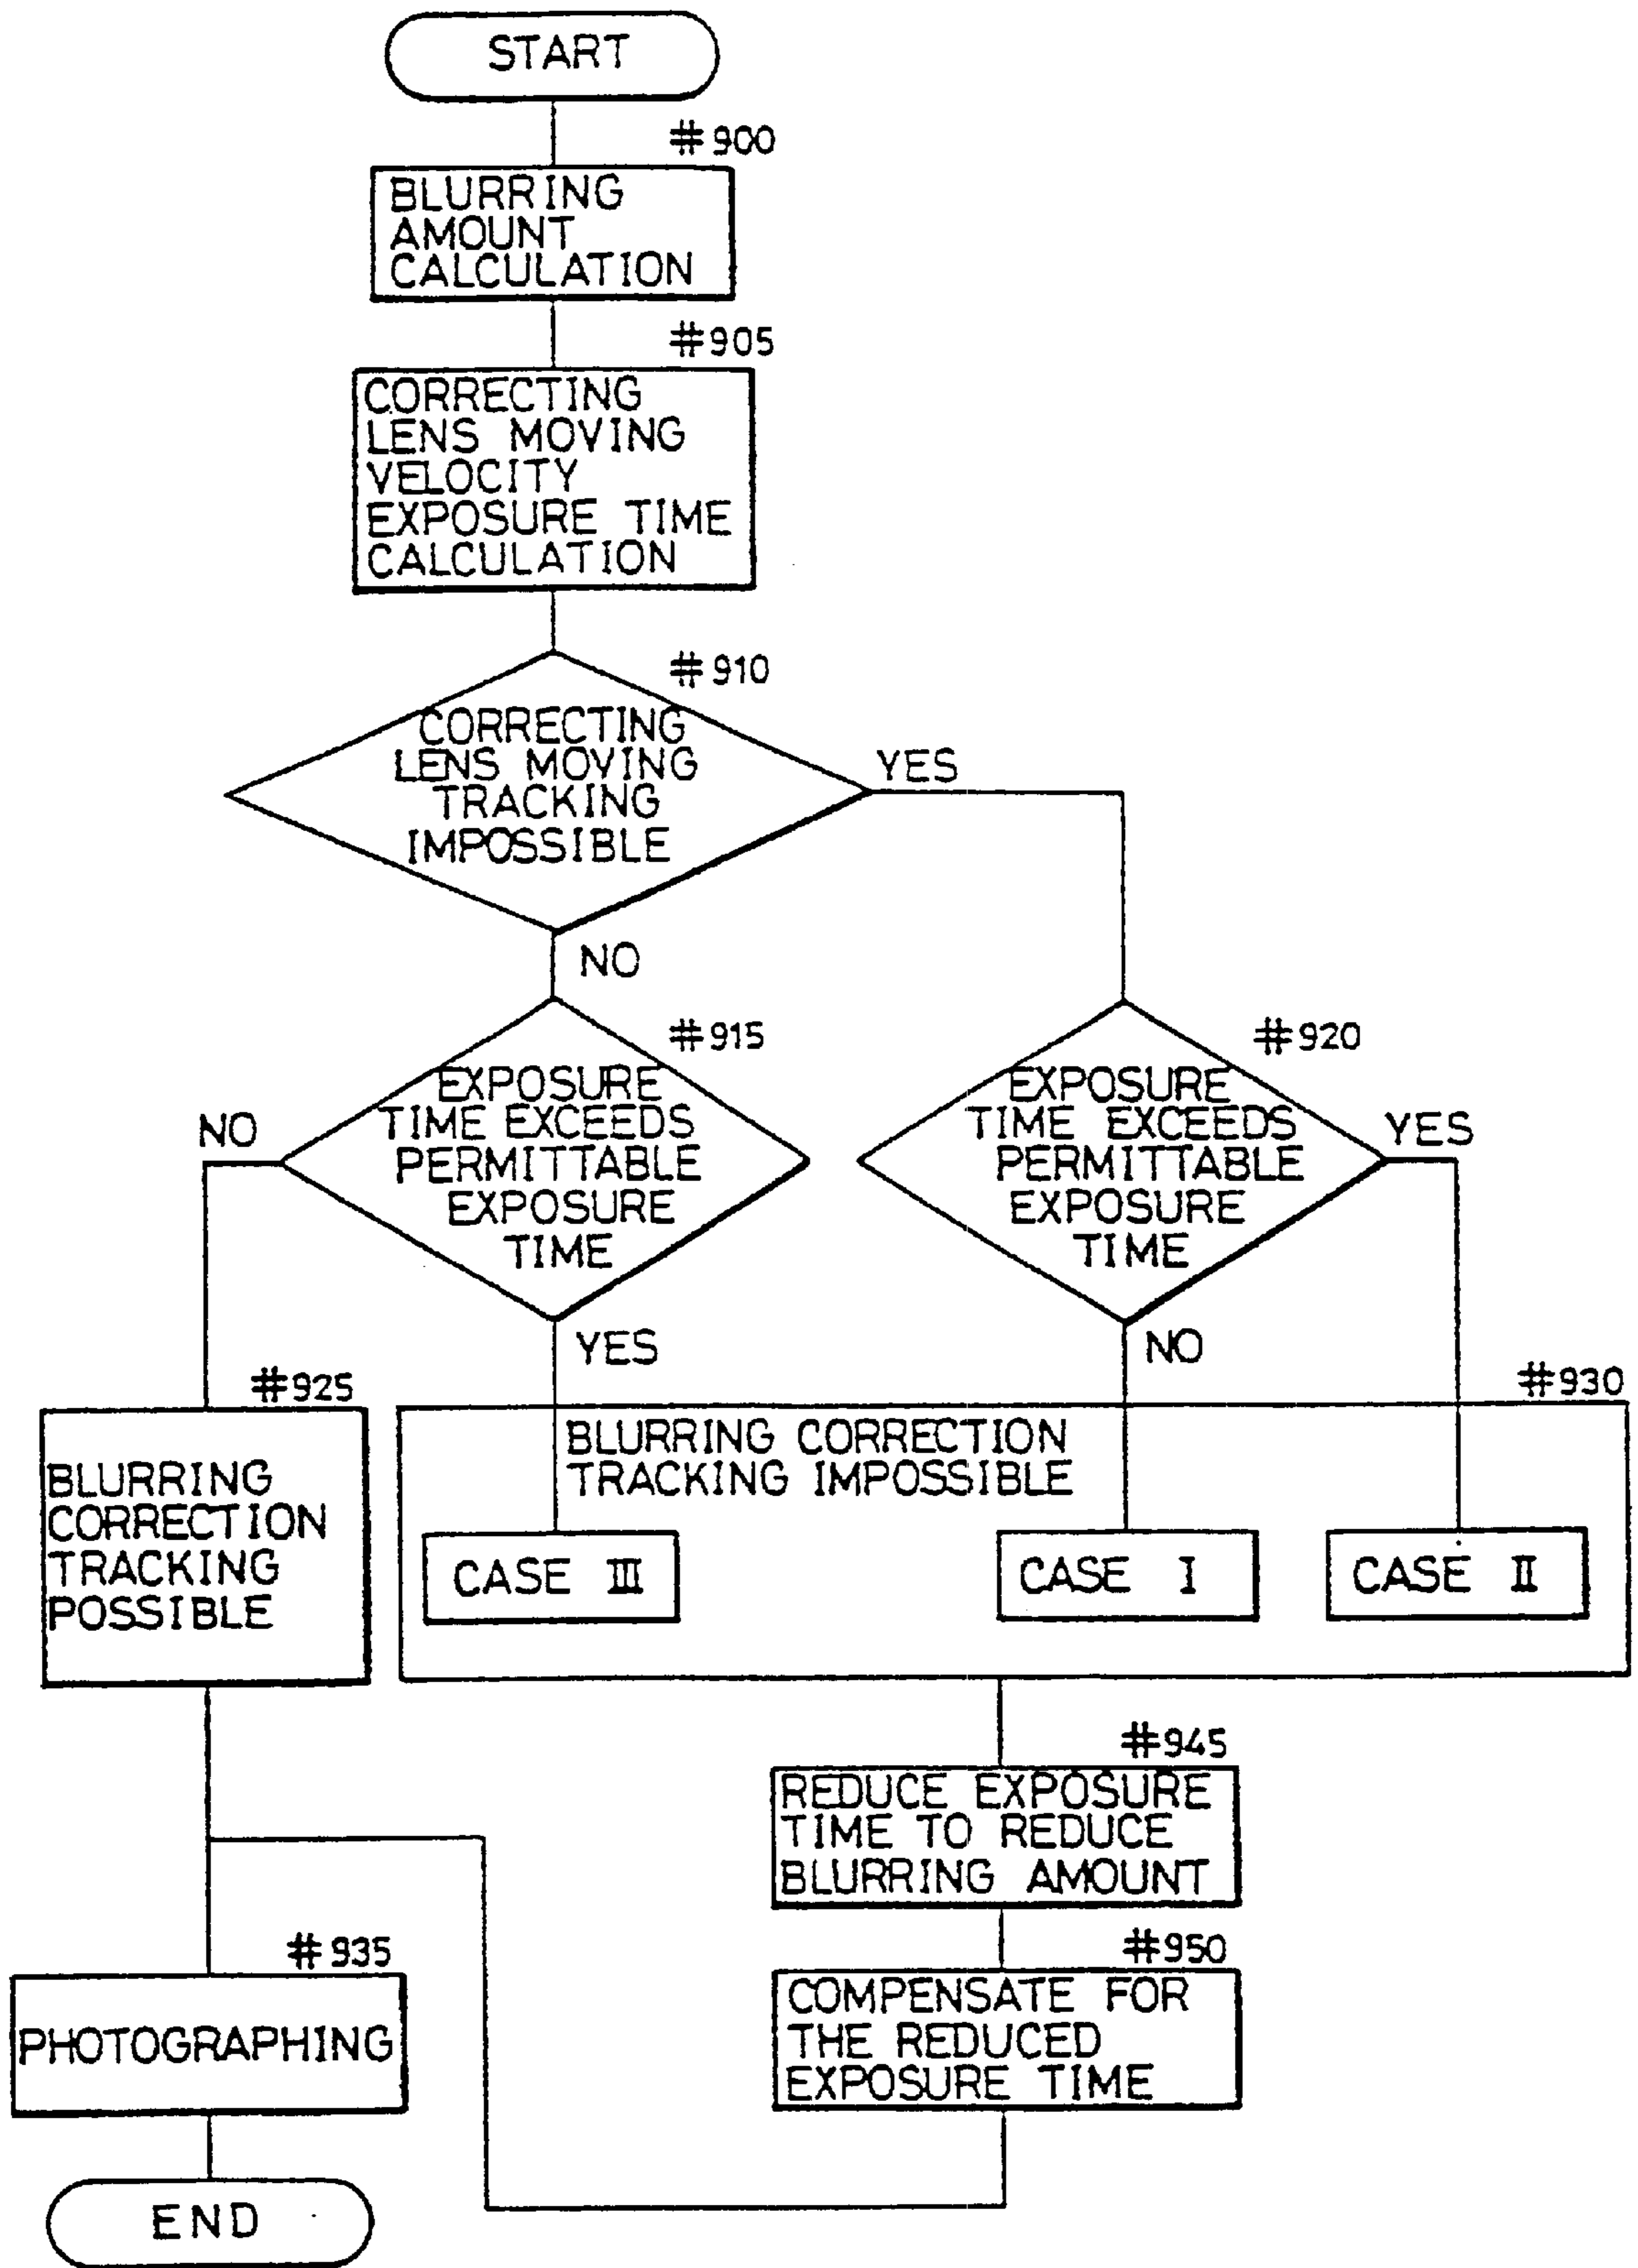 START
#900
BLURRING
AMOUNT
CALCULATION
#905
CORRECTING
LENS MOVING
VELOCITY
EXPOSURE TIME
CALCULATION
#910
CORRECTING
LENS MOVING
TRACKING
IMPOSSIBLE
YES
NO
#915
EXPOSURE
TIME EXCEEDS
PERMITTABLE
EXPOSURE
TIME
NO
YES
#920
EXPOSURE
TIME EXCEEDS
PERMITTABLE
EXPOSURE
TIME
YES
NO
#925
BLURRING
CORRECTION
TRACKING
POSSIBLE
#930
BLURRING CORRECTION
TRACKING IMPOSSIBLE
CASE III
CASE I
CASE II
#945
REDUCE EXPOSURE
TIME TO REDUCE
BLURRING AMOUNT
#950
COMPENSATE FOR
THE REDUCED
EXPOSURE TIME
#935
PHOTOGRAPHING
END